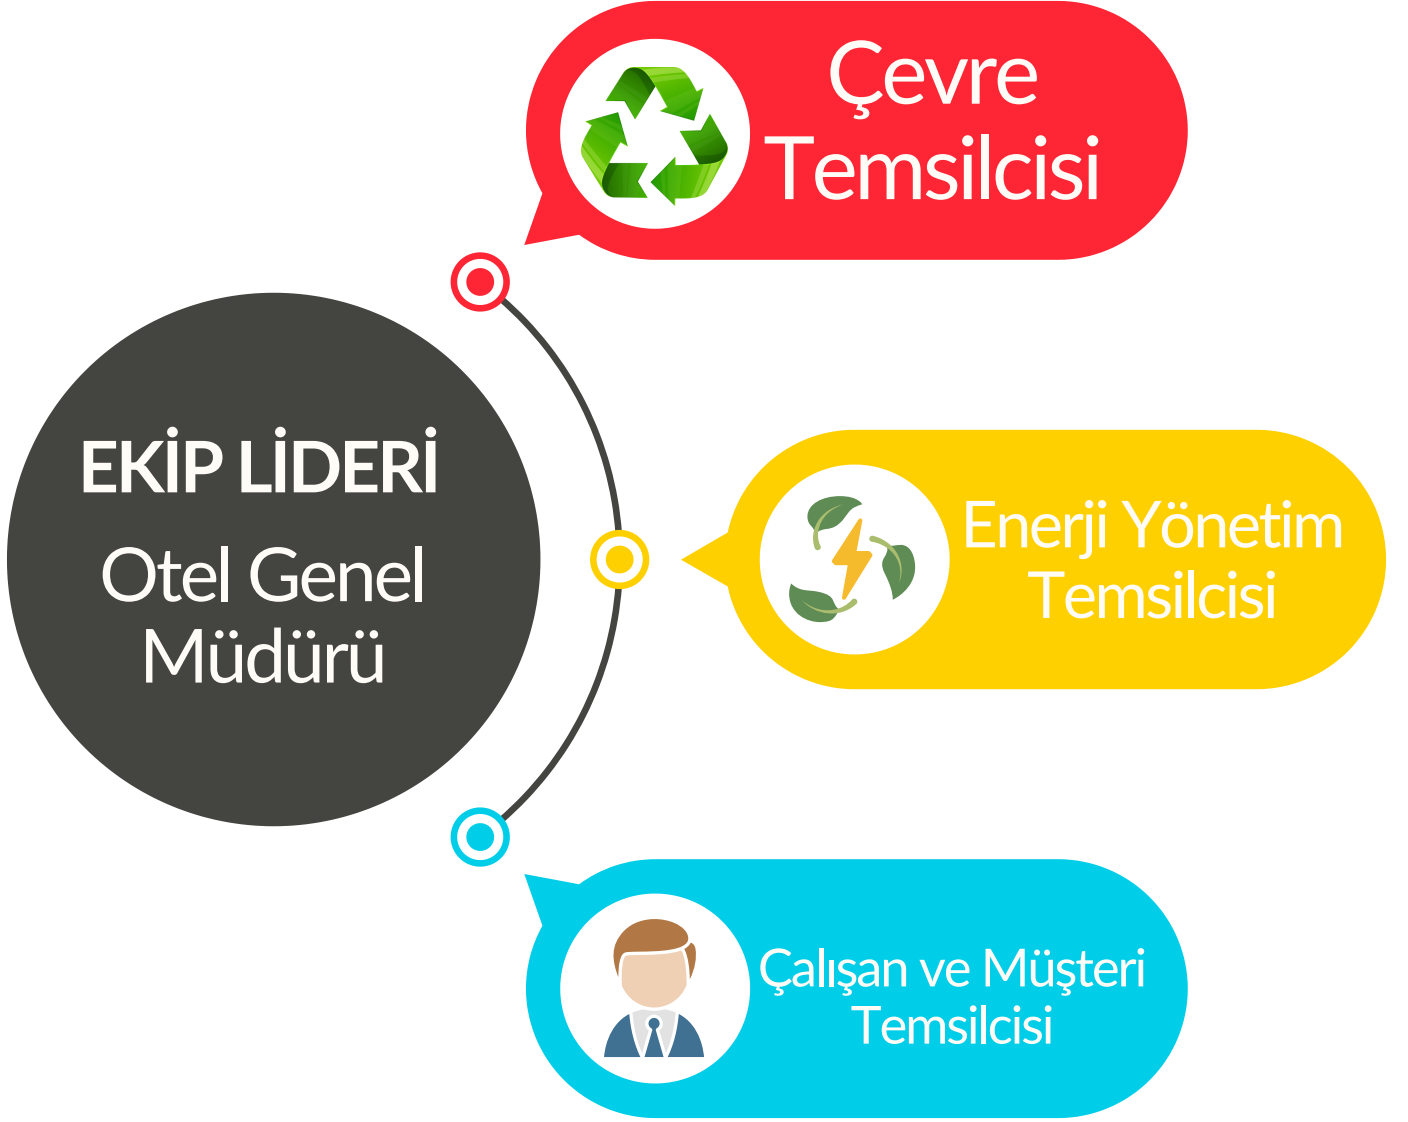 EKİP LİDERİ
Otel Genel
Müdürü
Çevre
Temsilcisi
Enerji Yönetim
Temsilcisi
Çalışan ve Müşteri
Temsilcisi